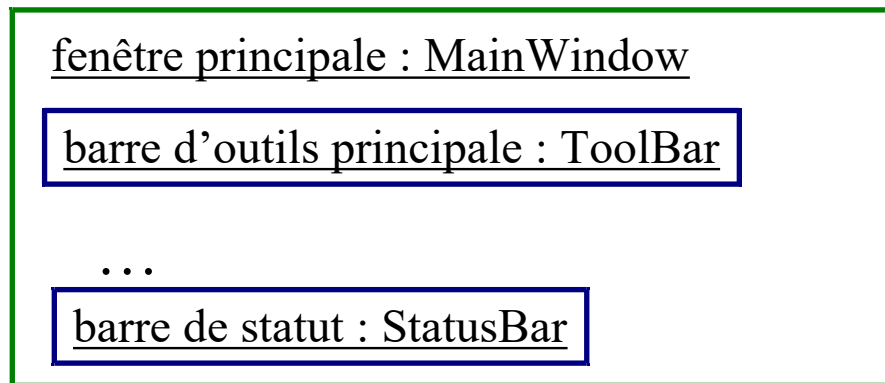 fenêtre principale : MainWindow
barre d’outils principale : ToolBar
…
barre de statut : StatusBar